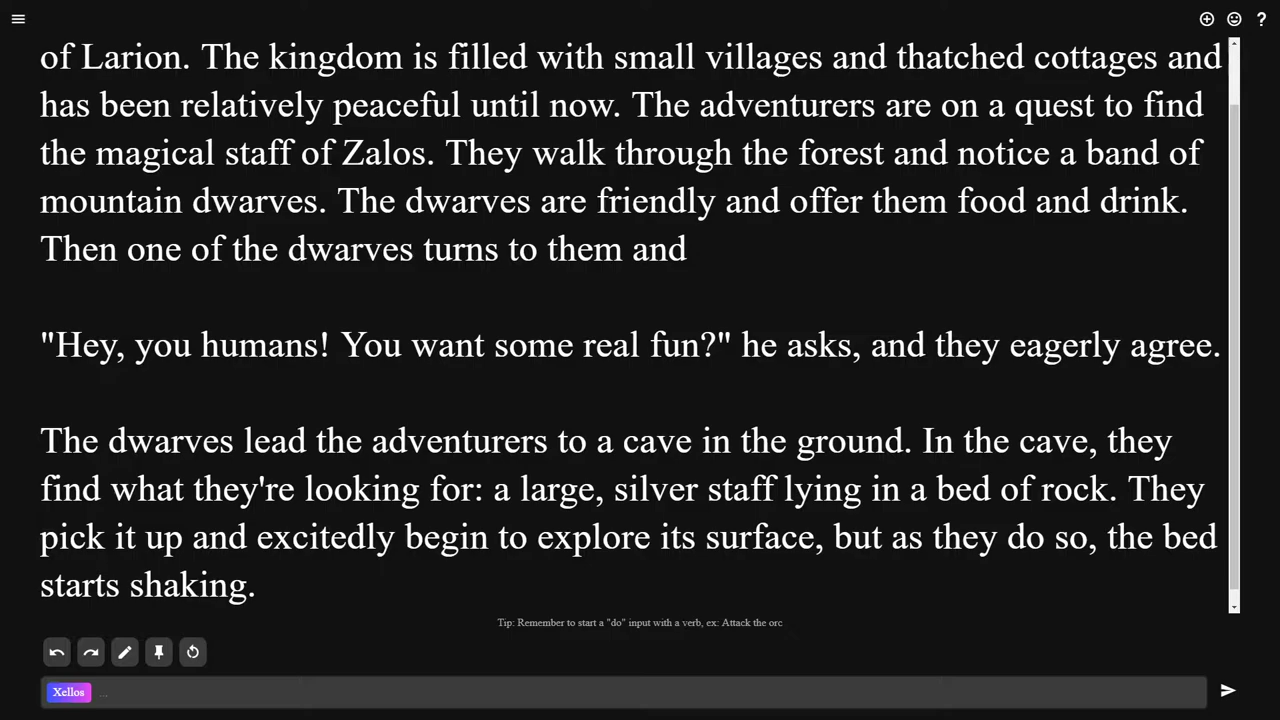 of Larion. The kingdom is filled with small villages and thatched cottages and
has been relatively peaceful until now. The adventurers are on a quest to find
the magical staff of Zalos. They walk through the forest and notice a band of
mountain dwarves. The dwarves are friendly and offer them food and drink.
Then one of the dwarves turns to them and
"Hey, you humans! You want some real fun?" he asks, and they eagerly agree.
The dwarves lead the adventurers to a cave in the ground. In the cave, they
find what they're looking for: a large, silver staff lying in a bed of rock. They
pick it up and excitedly begin to explore its surface, but as they do so, the bed
starts shaking.
Tip: Remember to start a "do" input with a verb, ex: Attack the orc
Xellos ...